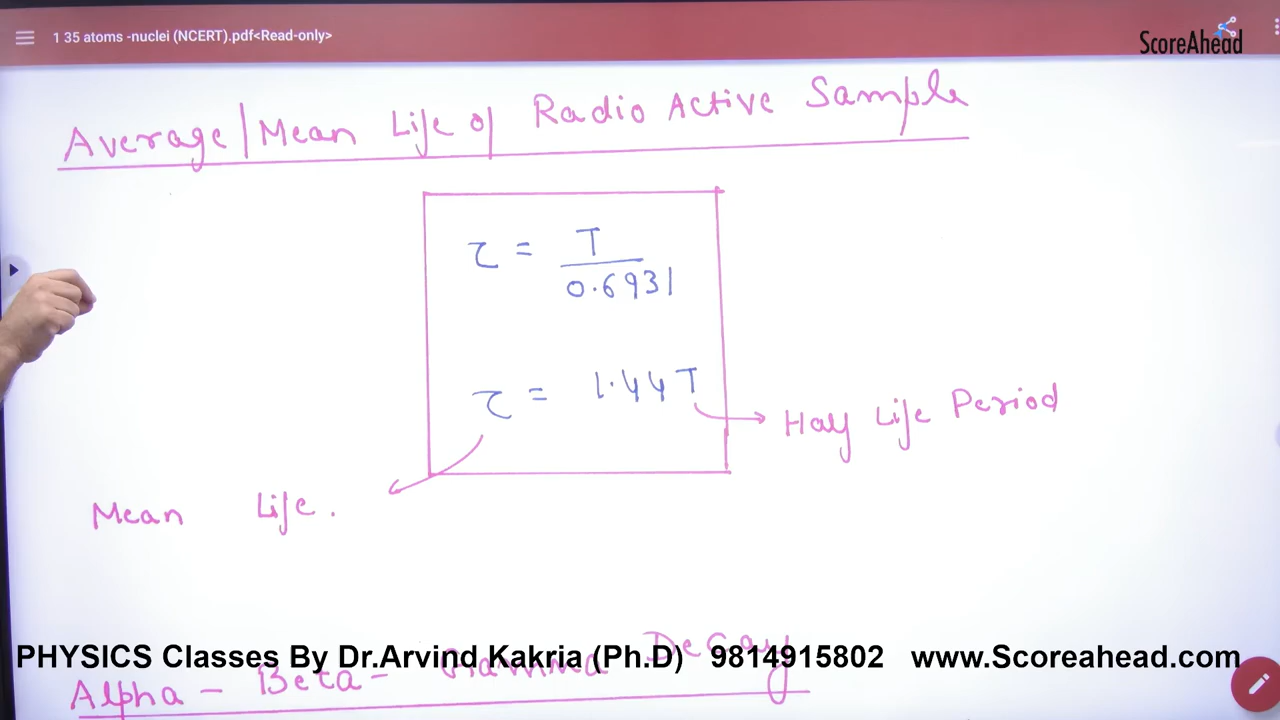 1 35 atoms -nuclei (NCERT).pdf<Read-only>
ScoreAhead
Average/Mean Life of Radio Active Sample
τ = T
0.6931
τ = 1.44T
Half Life Period
Mean Life.
Decay
PHYSICS Classes By Dr.Arvind Kakria (Ph.D) 9814915802 www.Scoreahead.com
Alpha - Beta - Gamma